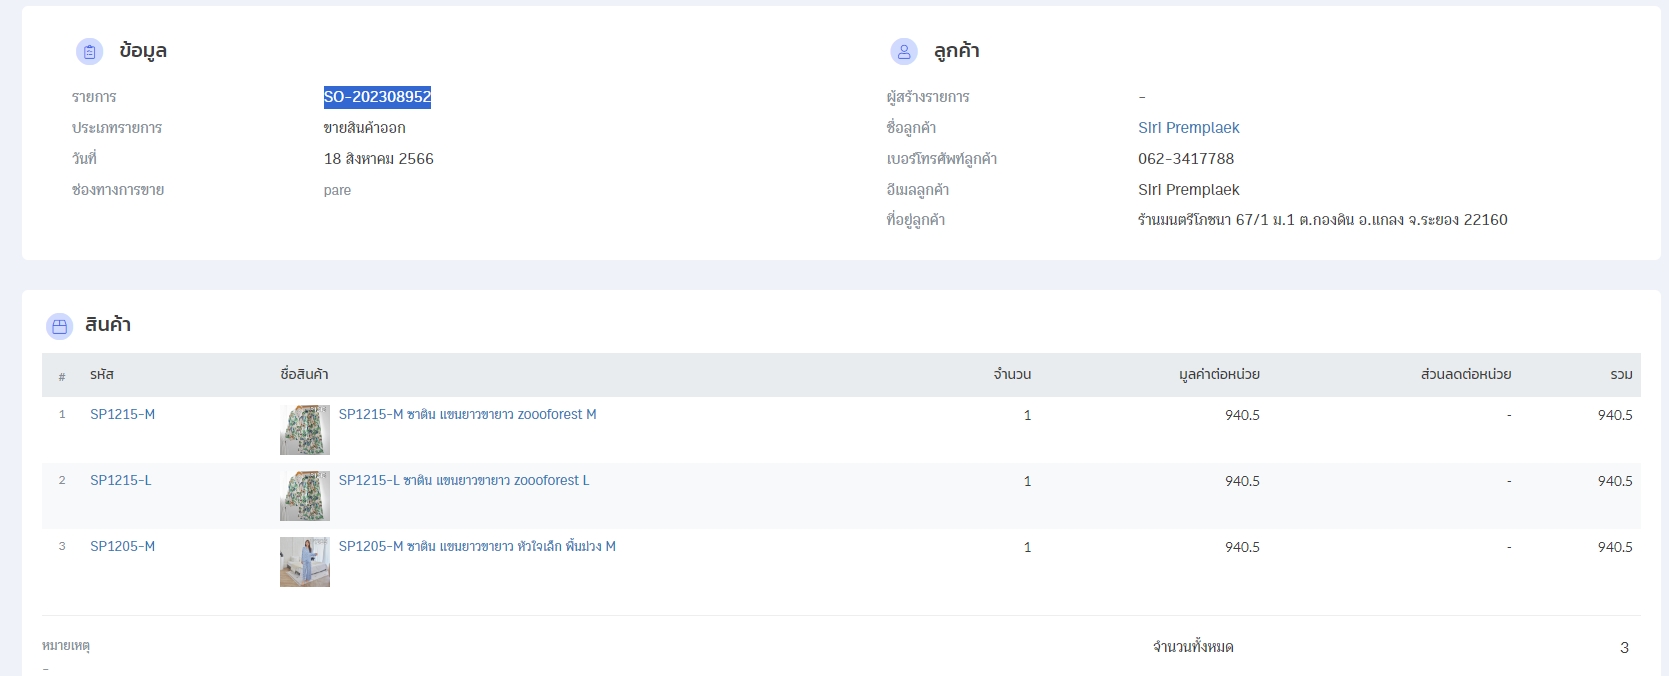 ข้อมูล
รายการ SO-202308952
ประเภทรายการ ขายสินค้าออก
วันที่ 18 สิงหาคม 2566
ช่องทางการขาย pare
ลูกค้า
ผู้สร้างรายการ -
ชื่อลูกค้า Siri Premplaek
เบอร์โทรศัพท์ลูกค้า 062-3417788
อีเมลลูกค้า Siri Premplaek
ที่อยู่ลูกค้า ร้านมนตรีโภชนา 67/1 ม.1 ต.กองดิน อ.แกลง จ.ระยอง 22160
สินค้า
# รหัส ชื่อสินค้า จำนวน มูลค่าต่อหน่วย ส่วนลดต่อหน่วย รวม
1 SP1215-M SP1215-M ซาติน แขนยาวขายาว zoooforest M 1 940.5 - 940.5
2 SP1215-L SP1215-L ซาติน แขนยาวขายาว zoooforest L 1 940.5 - 940.5
3 SP1205-M SP1205-M ซาติน แขนยาวขายาว หัวใจเล็ก พื้นม่วง M 1 940.5 - 940.5
หมายเหตุ จำนวนทั้งหมด 3
-